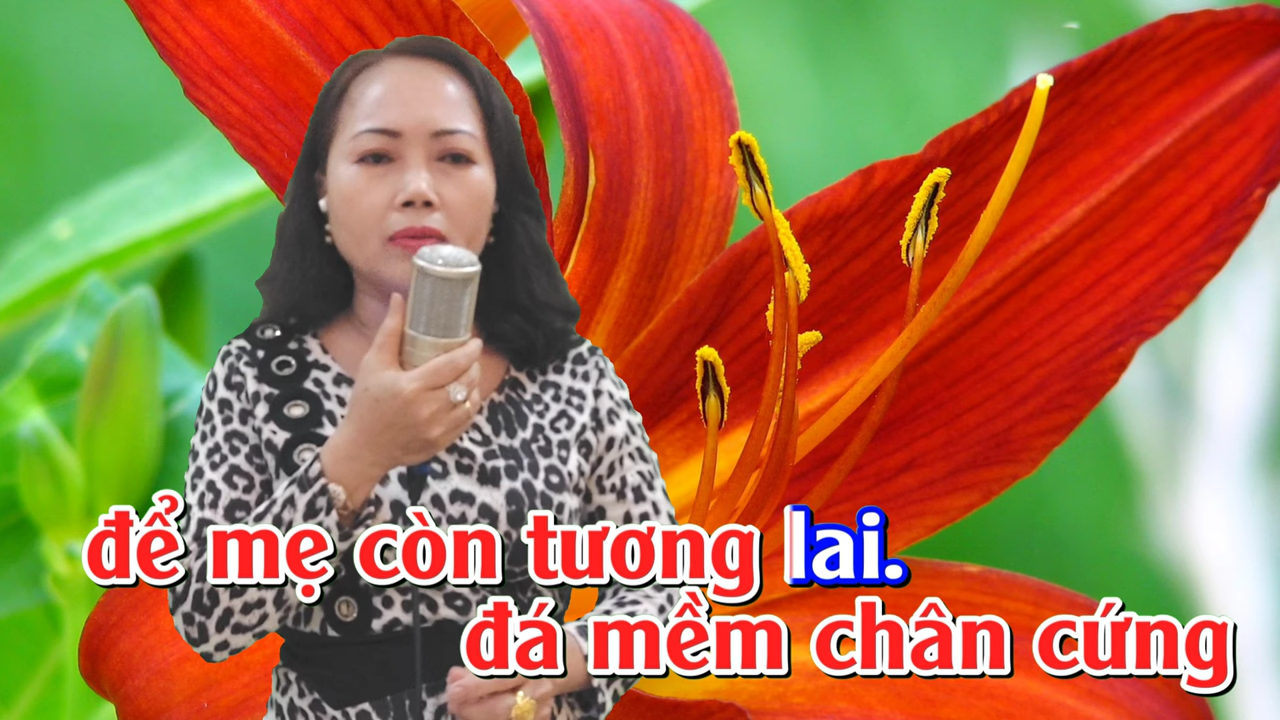 để mẹ còn tương lai.
đá mềm chân cứng